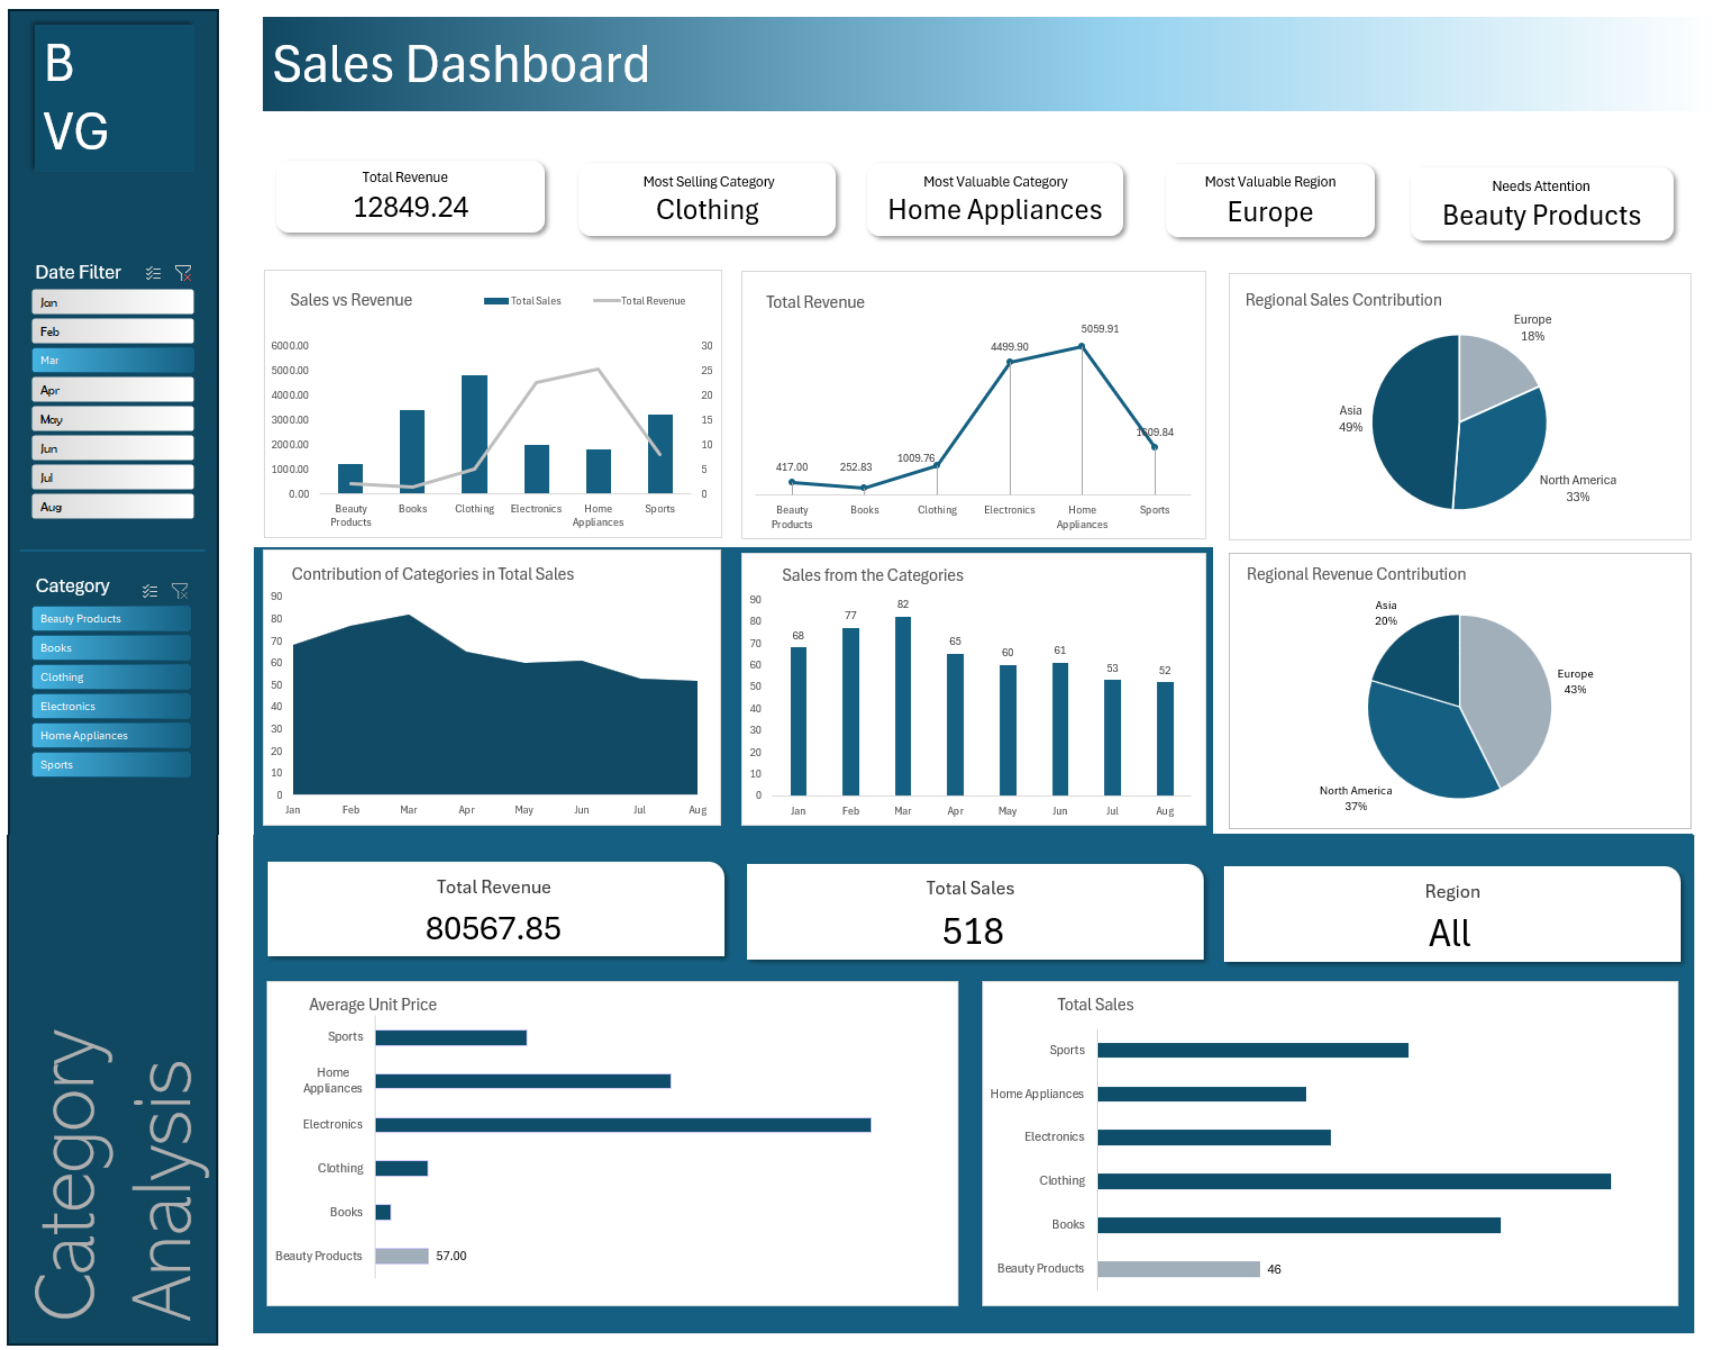 B
VG
Sales Dashboard
Total Revenue
12849.24
Most Selling Category
Clothing
Most Valuable Category
Home Appliances
Most Valuable Region
Europe
Needs Attention
Beauty Products
Date Filter
Jan
Feb
Mar
Apr
May
Jun
Jul
Aug
Category
Beauty Products
Books
Clothing
Electronics
Home Appliances
Sports
Category
Analysis
Sales vs Revenue
Total Sales
Total Revenue
6000.00
5000.00
4000.00
3000.00
2000.00
1000.00
0.00
30
25
20
15
10
5
0
Beauty
Products
Books
Clothing
Electronics
Home
Appliances
Sports
Total Revenue
417.00
252.83
1009.76
4499.90
5059.91
1609.84
Beauty
Products
Books
Clothing
Electronics
Home
Appliances
Sports
Regional Sales Contribution
Europe
18%
Asia
49%
North America
33%
Contribution of Categories in Total Sales
90
80
70
60
50
40
30
20
10
0
Jan
Feb
Mar
Apr
May
Jun
Jul
Aug
Sales from the Categories
90
80
70
60
50
40
30
20
10
0
68
77
82
65
60
61
53
52
Jan
Feb
Mar
Apr
May
Jun
Jul
Aug
Regional Revenue Contribution
Asia
20%
Europe
43%
North America
37%
Total Revenue
80567.85
Total Sales
518
Region
All
Average Unit Price
Sports
Home
Appliances
Electronics
Clothing
Books
Beauty Products
57.00
Total Sales
Sports
Home Appliances
Electronics
Clothing
Books
Beauty Products
46